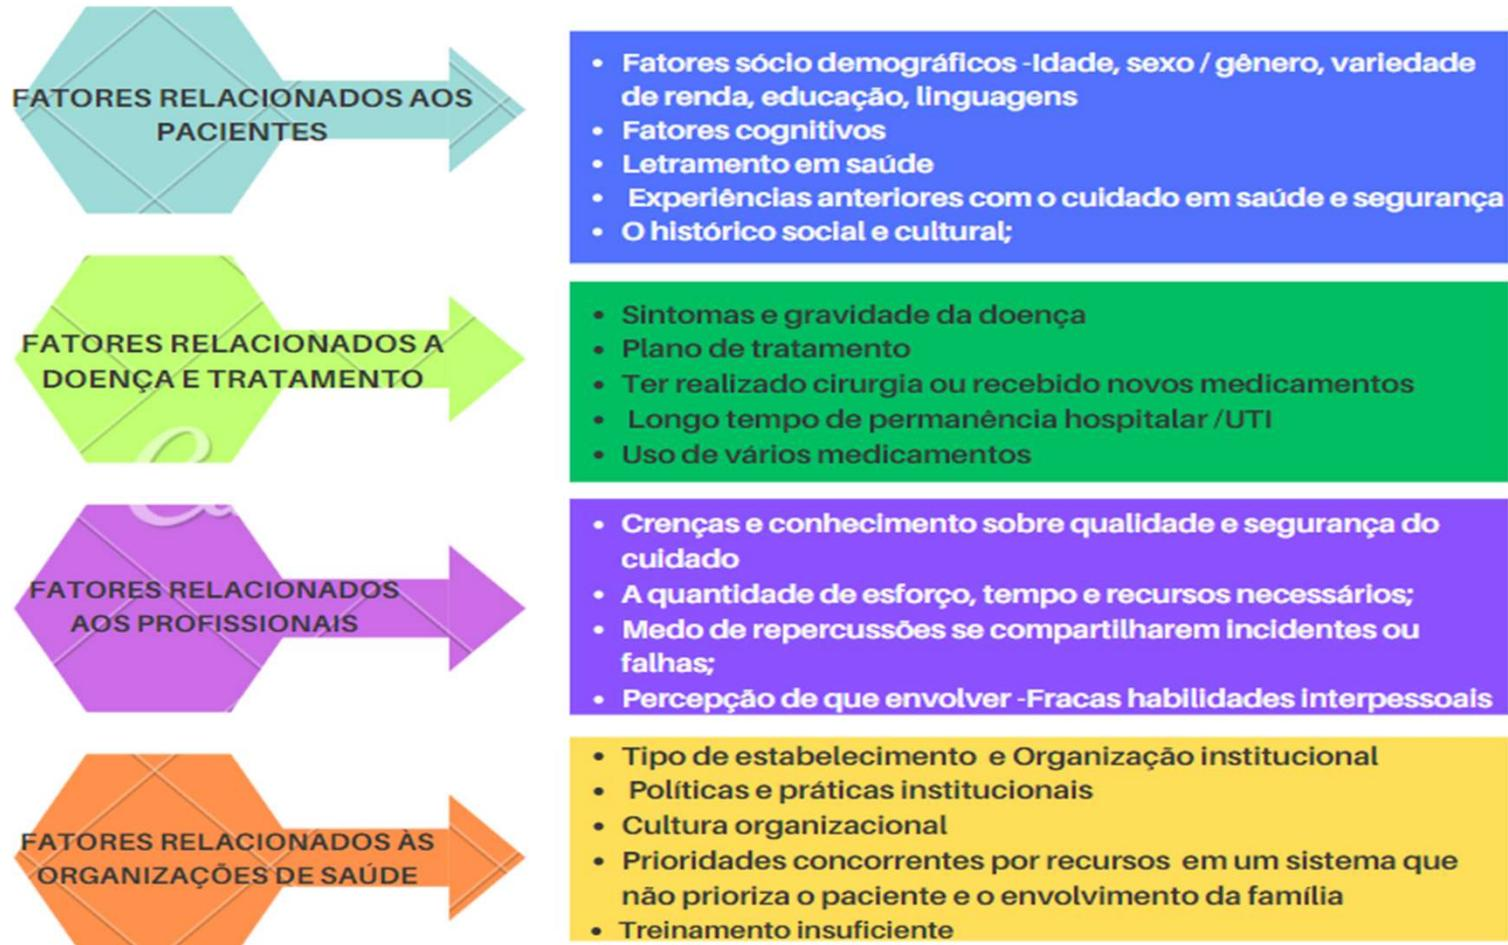 FATORES RELACIONADOS AOS
PACIENTES
• Fatores sócio demográficos -Idade, sexo / gênero, variedade
de renda, educação, linguagens
• Fatores cognitivos
• Letramento em saúde
• Experiências anteriores com o cuidado em saúde e segurança
• O histórico social e cultural;
FATORES RELACIONADOS A
DOENÇA E TRATAMENTO
• Sintomas e gravidade da doença
• Plano de tratamento
• Ter realizado cirurgia ou recebido novos medicamentos
• Longo tempo de permanência hospitalar /UTI
• Uso de vários medicamentos
FATORES RELACIONADOS
AOS PROFISSIONAIS
• Crenças e conhecimento sobre qualidade e segurança do
cuidado
• A quantidade de esforço, tempo e recursos necessários;
• Medo de repercussões se compartilharem incidentes ou
falhas;
• Percepção de que envolver -Fracas habilidades interpessoais
FATORES RELACIONADOS ÀS
ORGANIZAÇÕES DE SAÚDE
• Tipo de estabelecimento e Organização institucional
• Políticas e práticas institucionais
• Cultura organizacional
• Prioridades concorrentes por recursos em um sistema que
não prioriza o paciente e o envolvimento da família
• Treinamento insuficiente